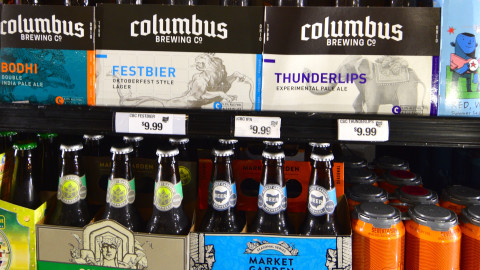 columbus
BREWING Co
BODHI
DOUBLE
INDIA PALE ALE
columbus
BREWING Co
FESTBIER
OKTOBERFEST STYLE
LAGER
columbus
BREWING Co
THUNDERLIPS
EXPERIMENTAL PALE ALE
$9.99
$9.99
$9.99
MARKET
GARDEN